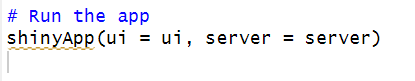 # Run the app
shinyApp(ui = ui, server = server)